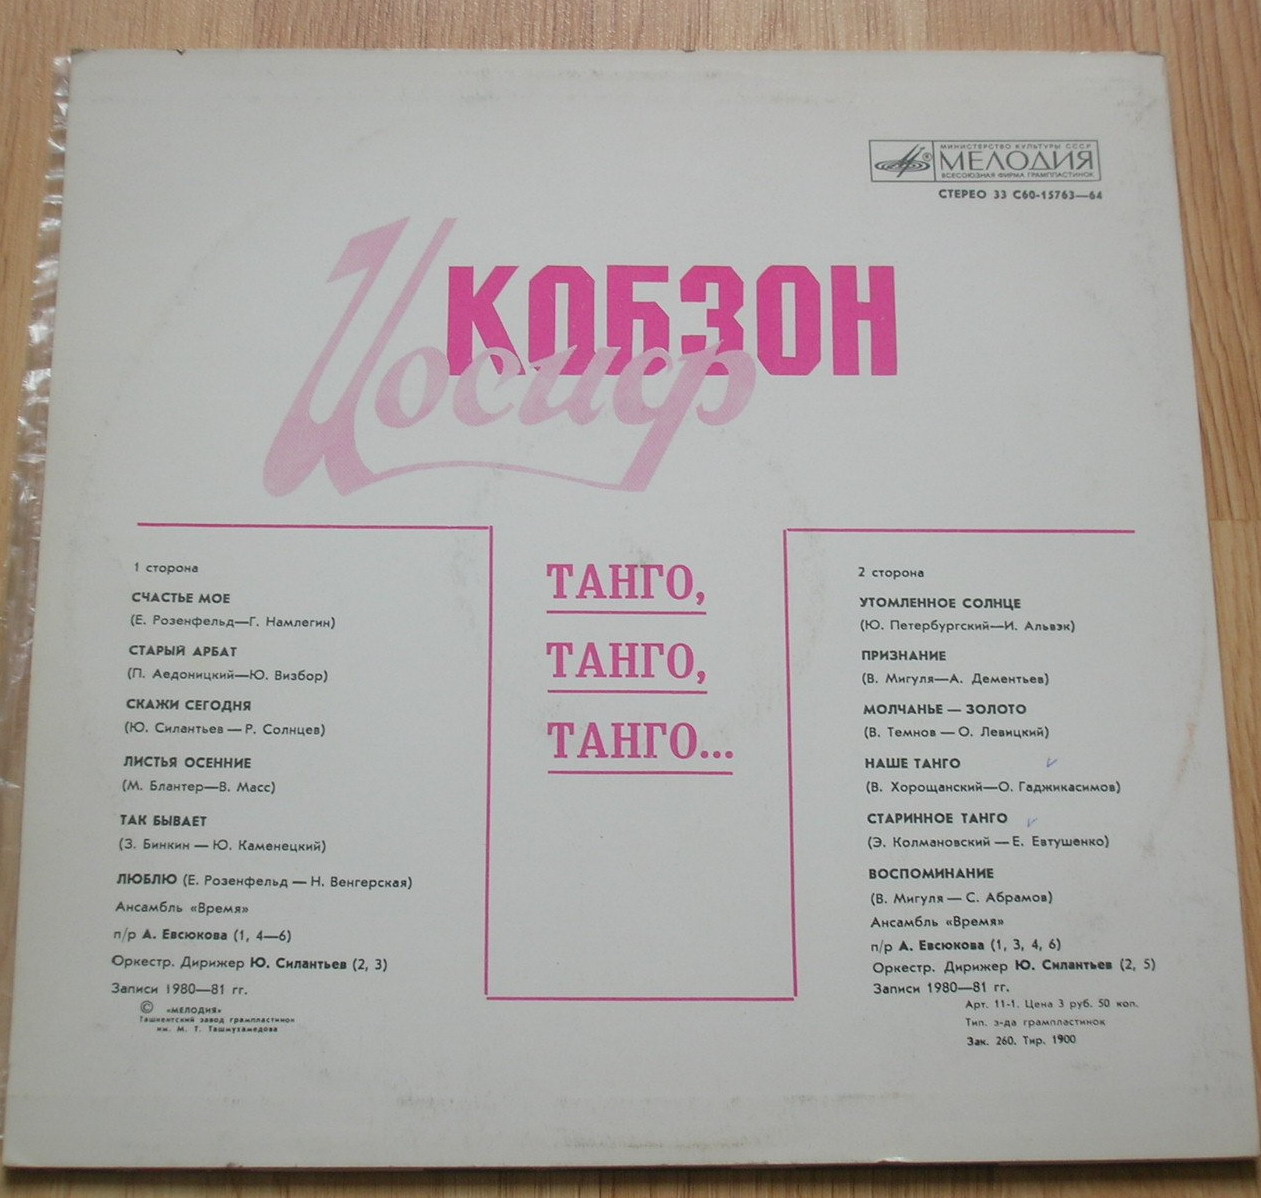 МИНИСТЕРСТВО КУЛЬТУРЫ СССР
МЕЛОДИЯ
ВСЕСОЮЗНАЯ ФИРМА ГРАМПЛАСТИНОК
СТЕРЕО 33 С60-15763—64
Иосиф
КОБЗОН
ТАНГО,
ТАНГО,
ТАНГО...
1 сторона
СЧАСТЬЕ МОЕ
(Е. Розенфельд—Г. Намлегин)
СТАРЫЙ АРБАТ
(П. Аедоницкий—Ю. Визбор)
СКАЖИ СЕГОДНЯ
(Ю. Силантьев — Р. Солнцев)
ЛИСТЬЯ ОСЕННИЕ
(М. Блантер—В. Масс)
ТАК БЫВАЕТ
(З. Бинкин — Ю. Каменецкий)
ЛЮБЛЮ (Е. Розенфельд — Н. Венгерская)
Ансамбль «Время»
п/р А. Евсюкова (1, 4—6)
Оркестр. Дирижер Ю. Силантьев (2, 3)
Записи 1980—81 гг.
© «МЕЛОДИЯ»
Ташкентский завод грампластинок
им. М. Т. Ташмухамедова
2 сторона
УТОМЛЕННОЕ СОЛНЦЕ
(Ю. Петербургский—И. Альвэк)
ПРИЗНАНИЕ
(В. Мигуля—А. Дементьев)
МОЛЧАНЬЕ — ЗОЛОТО
(В. Темнов — О. Левицкий)
НАШЕ ТАНГО
(В. Хорощанский—О. Гаджикасимов)
СТАРИННОЕ ТАНГО
(Э. Колмановский — Е. Евтушенко)
ВОСПОМИНАНИЕ
(В. Мигуля — С. Абрамов)
Ансамбль «Время»
п/р А. Евсюкова (1, 3, 4, 6)
Оркестр. Дирижер Ю. Силантьев (2, 5)
Записи 1980—81 гг.
Арт. 11-1. Цена 3 руб. 50 коп.
Тип. з-да грампластинок
Зак. 260. Тир. 1900